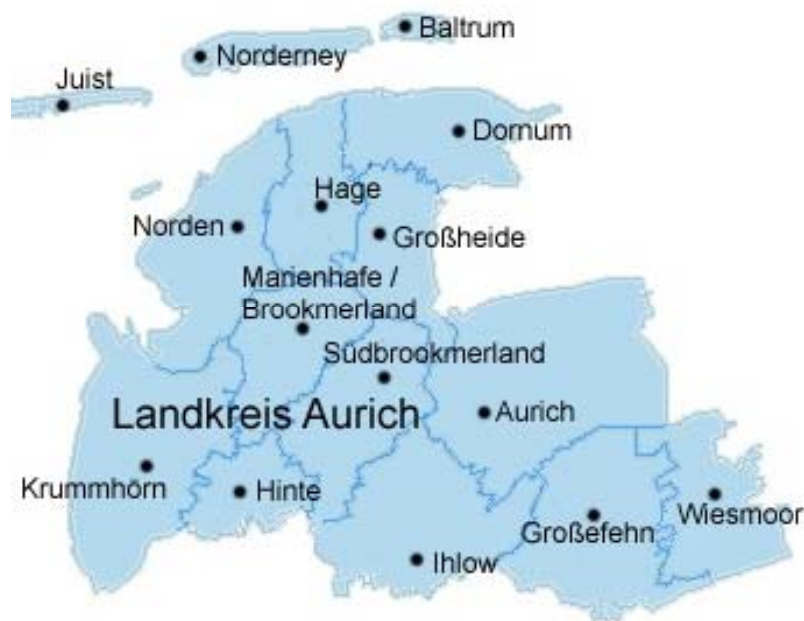 Baltrum
Norderney
Juist
Dornum
Hage
Norden
Großheide
Marienhafe /
Brookmerland
Südbrookmerland
Landkreis Aurich
Aurich
Krummhörn
Hinte
Wiesmoor
Großefehn
Ihlow